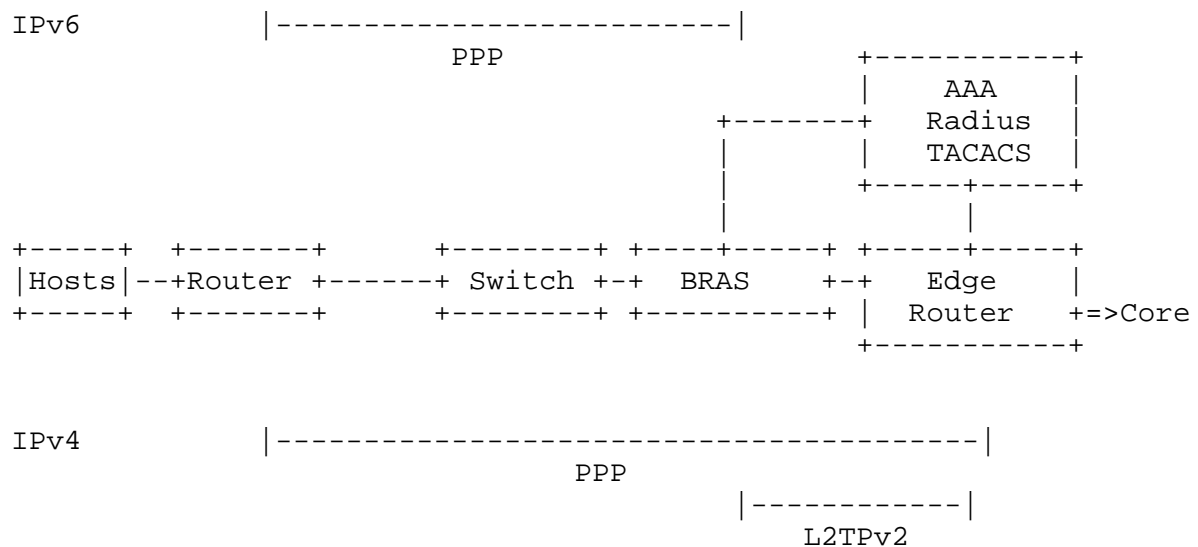 IPv6 |--------------------------|
PPP +-----------+
| AAA |
+-------+ Radius |
| | TACACS |
| +-----+-----+
| |
+-----+ +-------+ +--------+ +----+-----+ +-----+-----+
|Hosts|--+Router +------+ Switch +-+ BRAS +-+ Edge |
+-----+ +-------+ +--------+ +----------+ | Router +=>Core
+-----------+
IPv4 |----------------------------------------|
PPP
|------------|
L2TPv2